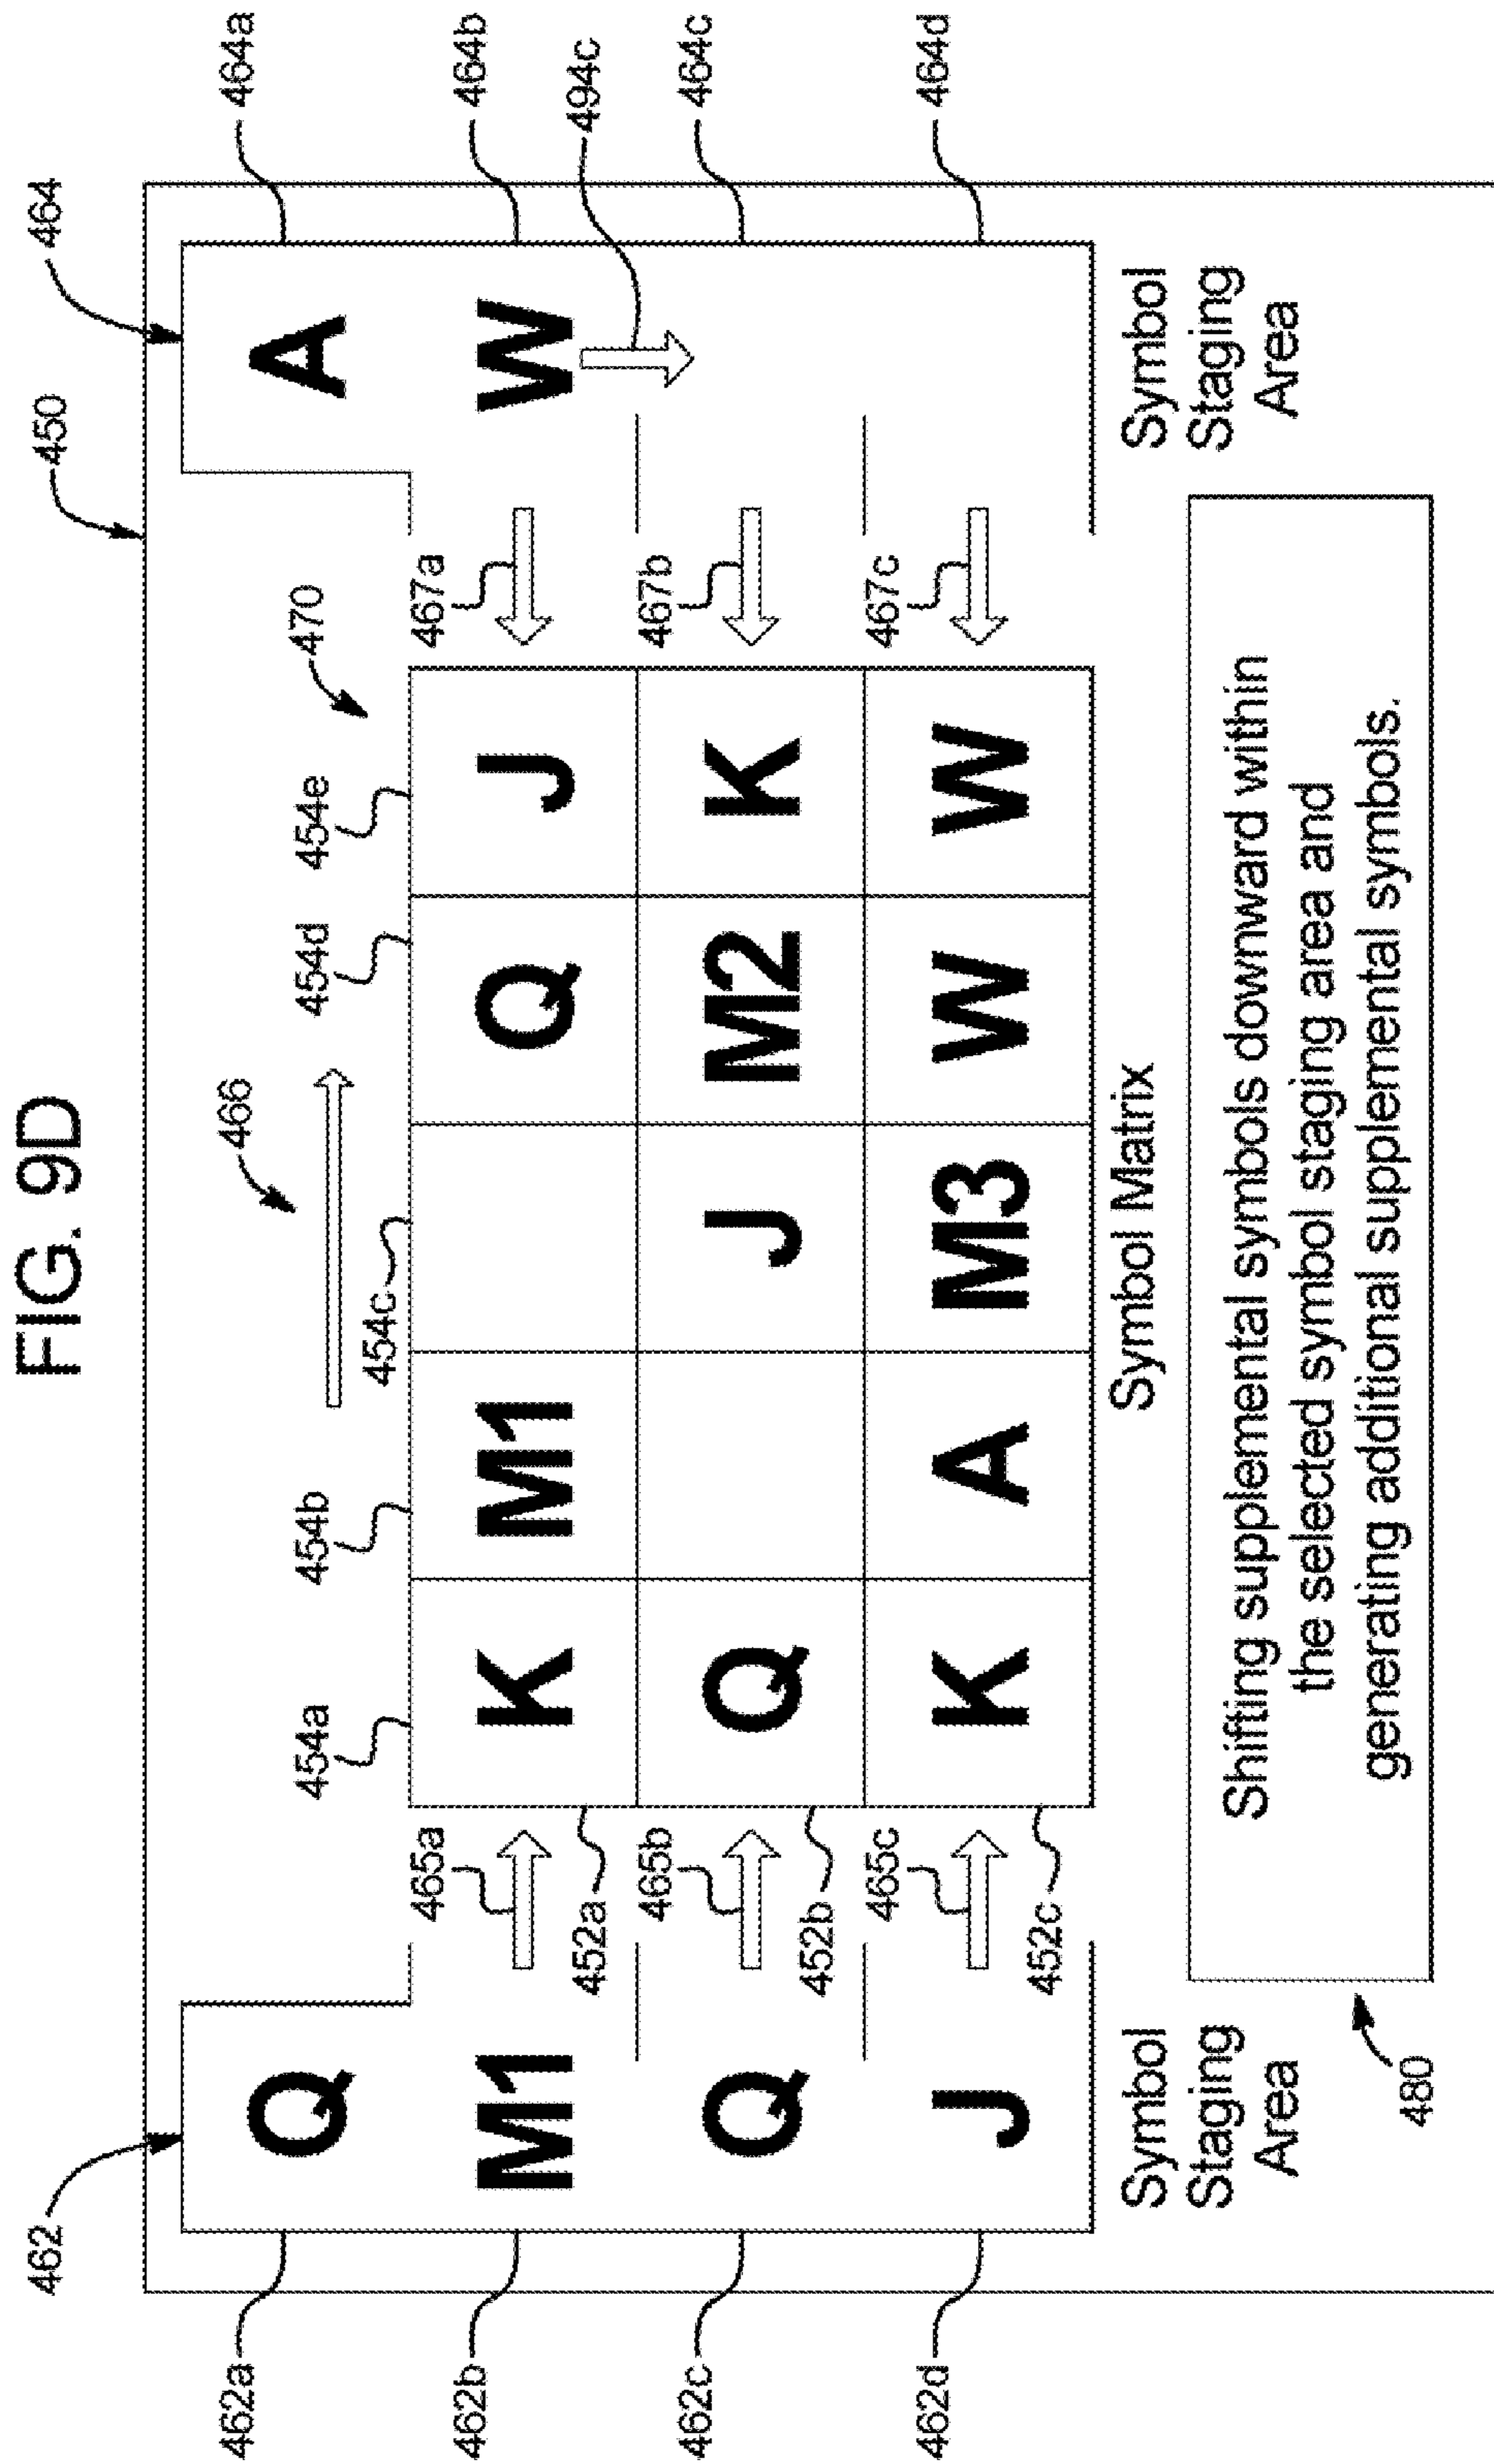 FIG. 9D
450
462
464
466
470
462a
462b
462c
462d
464a
464b
494c
464c
464d
454a
454b
454c
454d
454e
Q
A
465a
467a
M1
K
M1
Q
J
W
452a
465b
467b
Q
Q
J
M2
K
452b
465c
467c
J
K
A
M3
W
W
452c
Symbol
Staging
Area
Symbol Matrix
Symbol
Staging
Area
480
Shifting supplemental symbols downward within
the selected symbol staging area and
generating additional supplemental symbols.